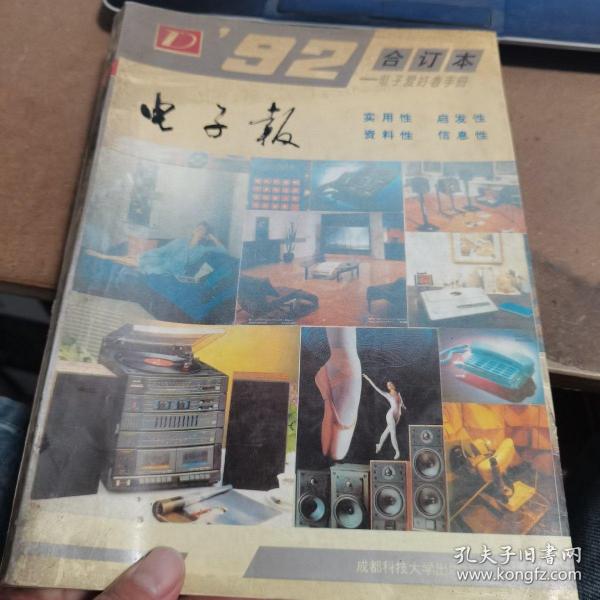 '92 合订本
——电子爱好者手册
电子报
实用性 启发性
资料性 信息性
成都科技大学出
孔夫子旧书网
www.kongfz.com